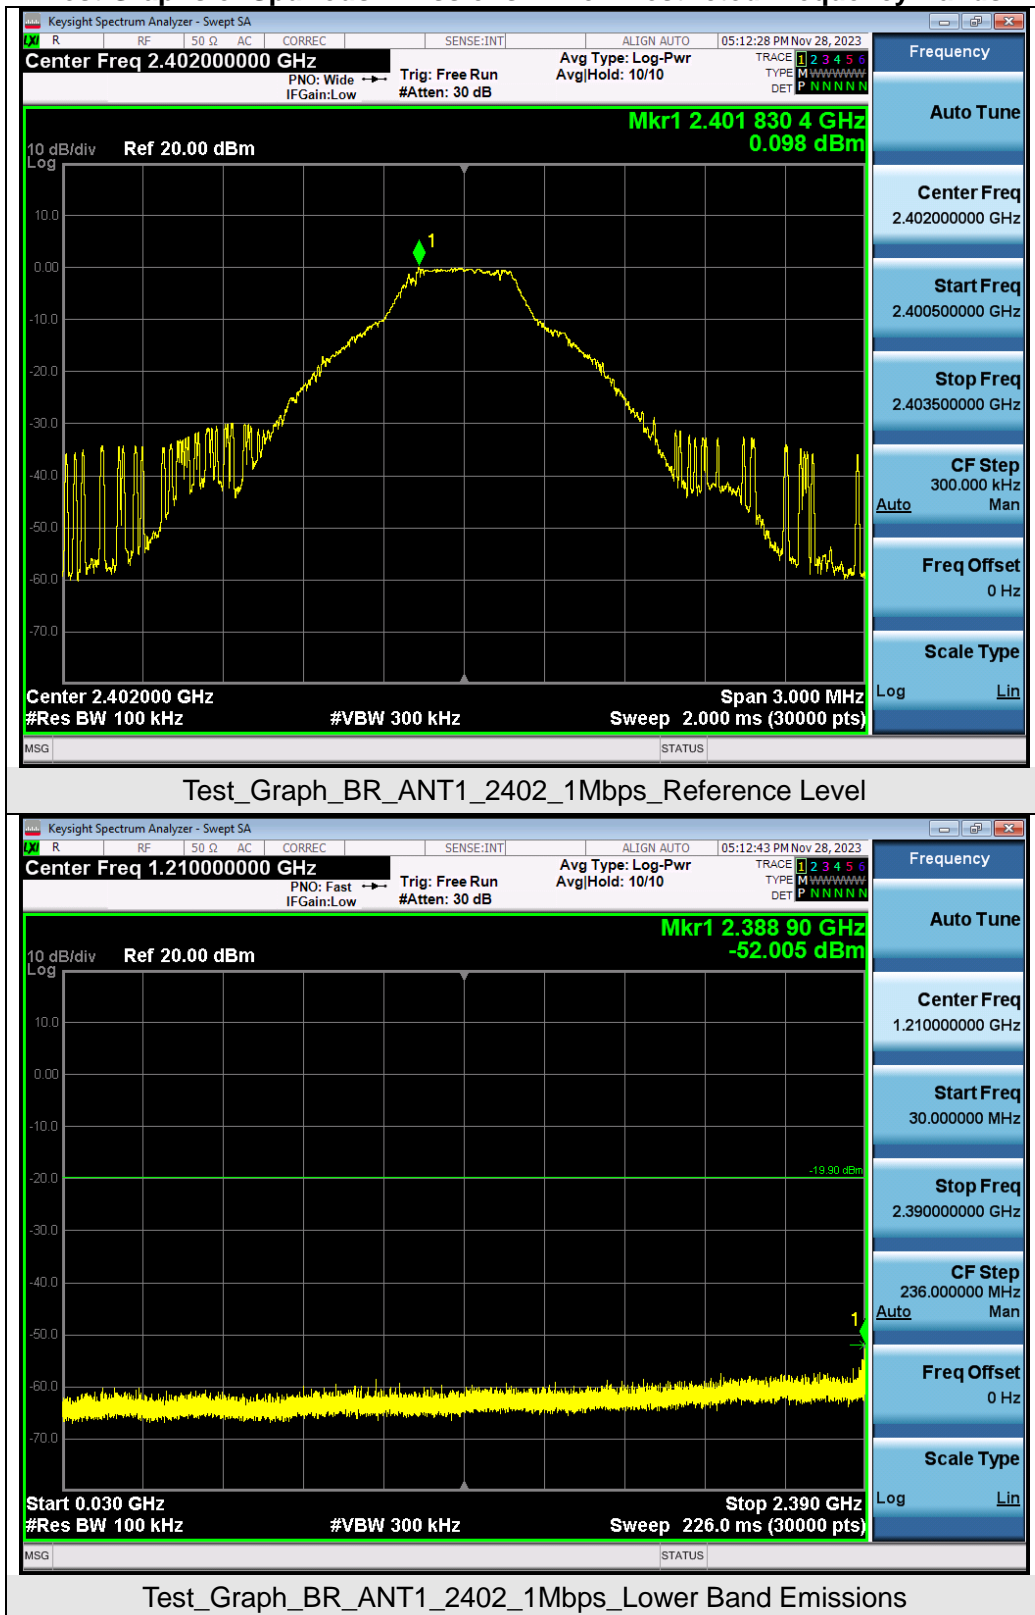 Keysight Spectrum Analyzer - Swept SA
LXI R RF 50 Ω AC CORREC SENSE:INT ALIGN AUTO 05:12:28 PM Nov 28, 2023
Center Freq 2.402000000 GHz Avg Type: Log-Pwr TRACE 1 2 3 4 5 6
PNO: Wide Trig: Free Run Avg|Hold: 10/10 TYPE M WWWWW
IFGain:Low #Atten: 30 dB DET P N N N N N
Mkr1 2.401 830 4 GHz
0.098 dBm
10 dB/div Ref 20.00 dBm
Log
10.0
0.00
-10.0
-20.0
-30.0
-40.0
-50.0
-60.0
-70.0
1
Center 2.402000 GHz Span 3.000 MHz
#Res BW 100 kHz #VBW 300 kHz Sweep 2.000 ms (30000 pts)
MSG STATUS
Frequency
Auto Tune
Center Freq
2.402000000 GHz
Start Freq
2.400500000 GHz
Stop Freq
2.403500000 GHz
CF Step
300.000 kHz
Auto Man
Freq Offset
0 Hz
Scale Type
Log Lin
Test_Graph_BR_ANT1_2402_1Mbps_Reference Level
Keysight Spectrum Analyzer - Swept SA
LXI R RF 50 Ω AC CORREC SENSE:INT ALIGN AUTO 05:12:43 PM Nov 28, 2023
Center Freq 1.210000000 GHz Avg Type: Log-Pwr TRACE 1 2 3 4 5 6
PNO: Fast Trig: Free Run Avg|Hold: 10/10 TYPE M WWWWW
IFGain:Low #Atten: 30 dB DET P N N N N N
Mkr1 2.388 90 GHz
-52.005 dBm
10 dB/div Ref 20.00 dBm
Log
10.0
0.00
-10.0
-20.0
-30.0
-40.0
-50.0
-60.0
-70.0
-19.90 dBm
1
Start 0.030 GHz Stop 2.390 GHz
#Res BW 100 kHz #VBW 300 kHz Sweep 226.0 ms (30000 pts)
MSG STATUS
Frequency
Auto Tune
Center Freq
1.210000000 GHz
Start Freq
30.000000 MHz
Stop Freq
2.390000000 GHz
CF Step
236.000000 MHz
Auto Man
Freq Offset
0 Hz
Scale Type
Log Lin
Test_Graph_BR_ANT1_2402_1Mbps_Lower Band Emissions